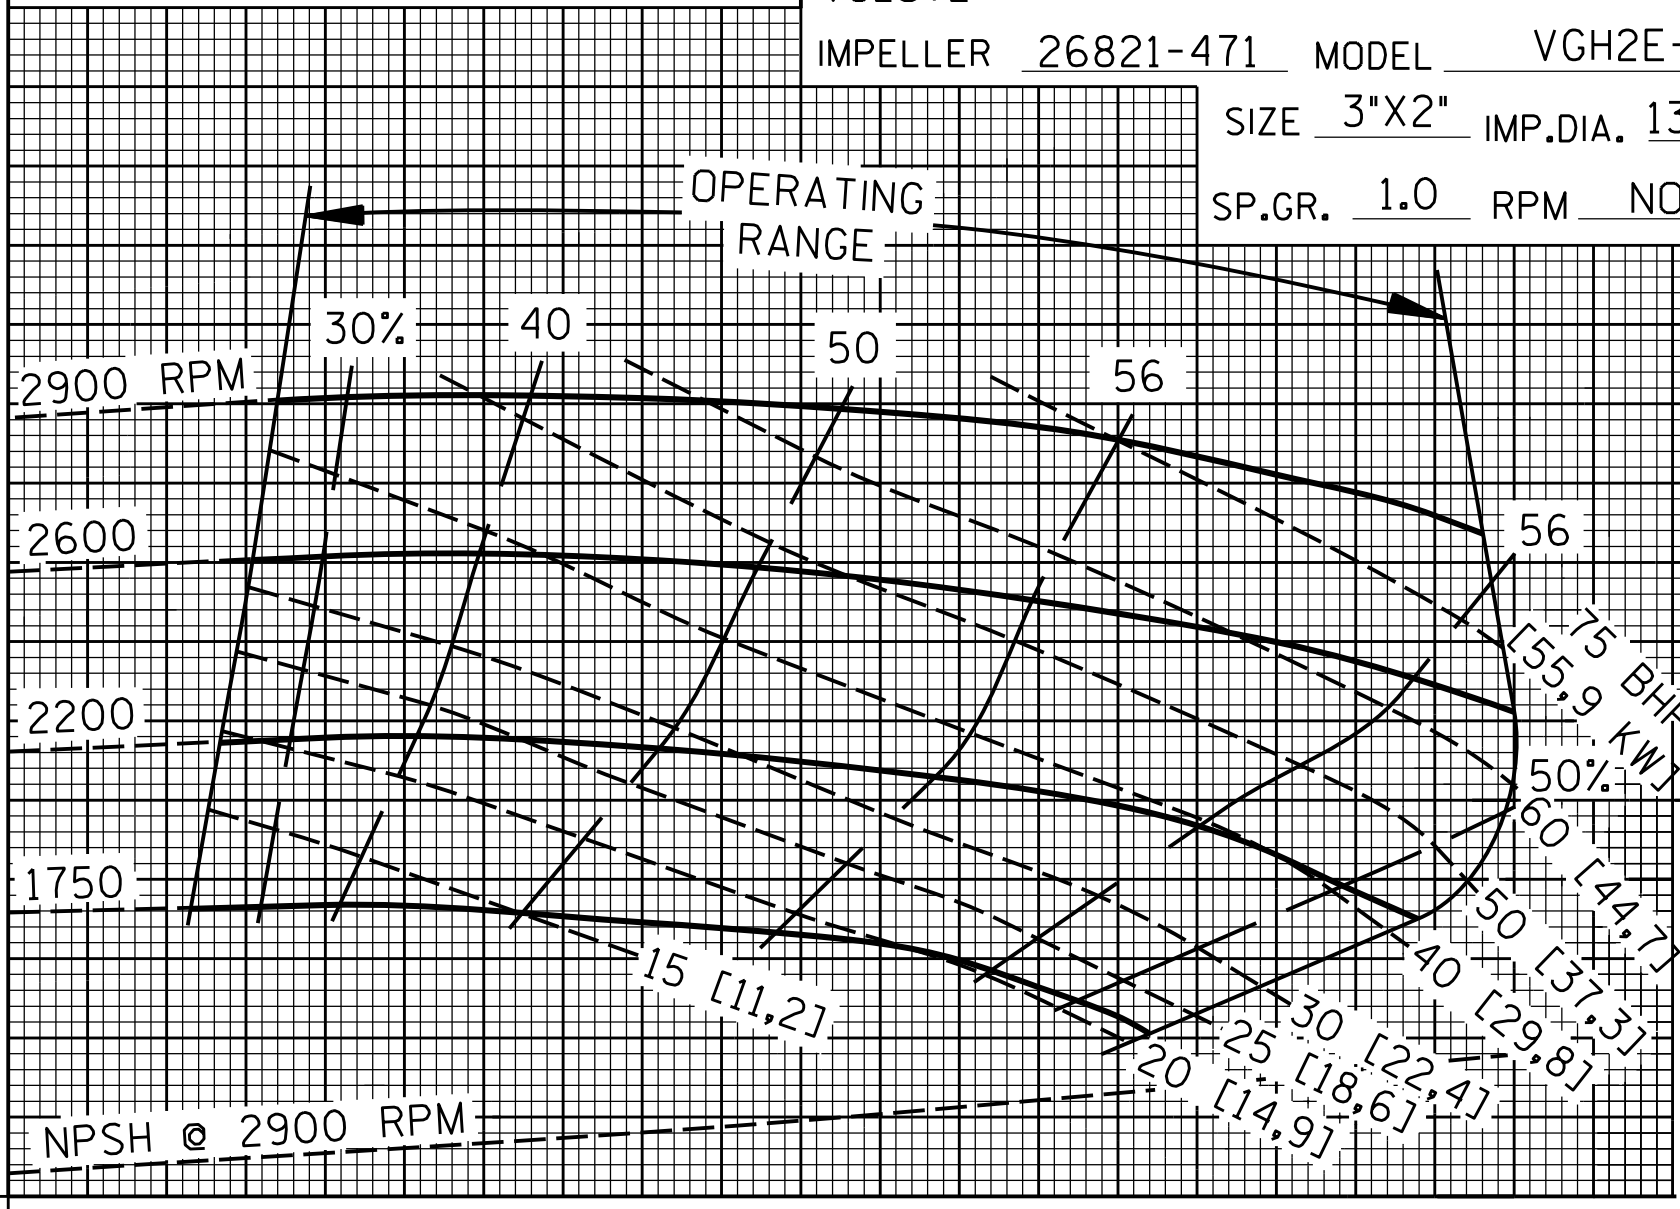 IMPELLER 26821-471 MODEL VGH2E-
SIZE 3"X2" IMP.DIA. 13
SP.GR. 1.0 RPM NO
OPERATING
RANGE
30%
40
50
56
2900 RPM
2600
2200
1750
56
75 BHP
[55,9 KW]
50%
60 [44,7]
50 [37,3]
40 [29,8]
30 [22,4]
25 [18,6]
20 [14,9]
15 [11,2]
NPSH @ 2900 RPM